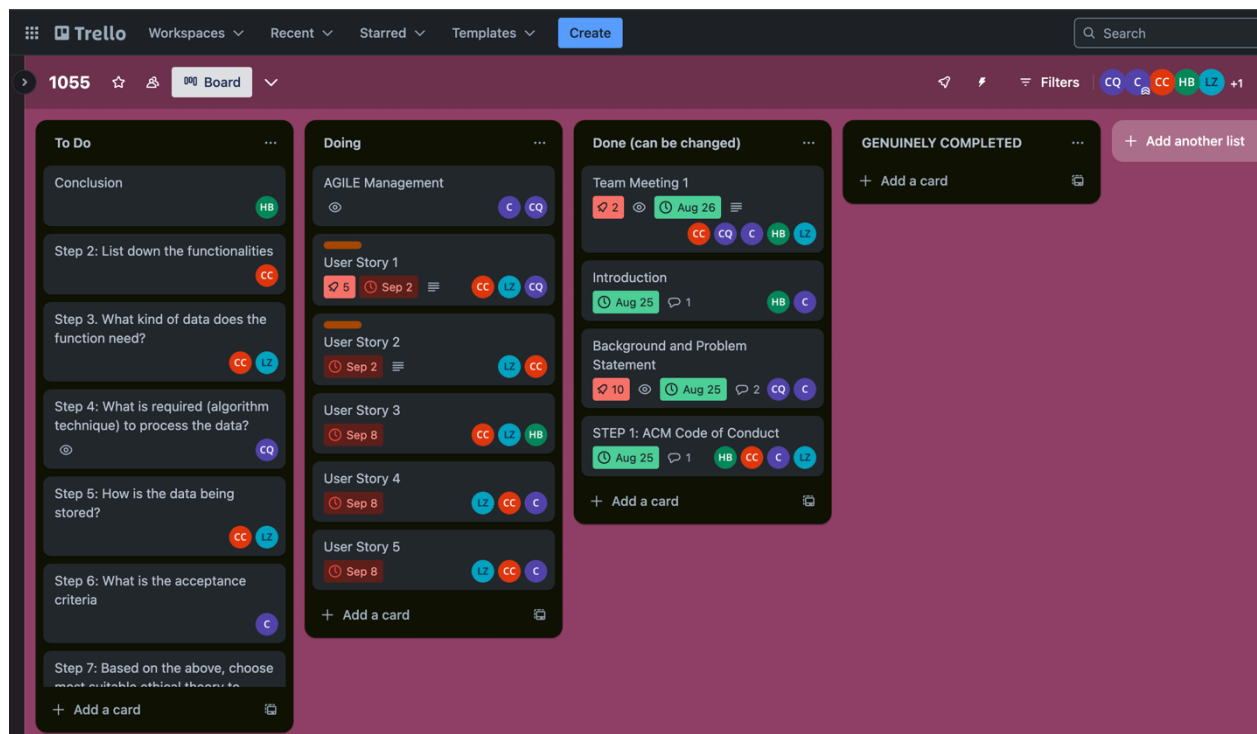 Trello
Workspaces
Recent
Starred
Templates
Create
Search
1055
Board
Filters
CQ
C
CC
HB
LZ
+1
To Do
Conclusion
HB
Step 2: List down the functionalities
CC
Step 3. What kind of data does the
function need?
CC
LZ
Step 4: What is required (algorithm
technique) to process the data?
CQ
Step 5: How is the data being
stored?
CC
LZ
Step 6: What is the acceptance
criteria
C
Step 7: Based on the above, choose
most suitable ethical theory to
+ Add a card
Doing
AGILE Management
C
CQ
User Story 1
5
Sep 2
CC
LZ
CQ
User Story 2
Sep 2
LZ
CC
User Story 3
Sep 8
CC
LZ
HB
User Story 4
Sep 8
LZ
CC
C
User Story 5
Sep 8
LZ
CC
C
+ Add a card
Done (can be changed)
Team Meeting 1
2
Aug 26
CC
CQ
C
HB
LZ
Introduction
Aug 25
1
HB
C
Background and Problem
Statement
10
Aug 25
2
CQ
C
STEP 1: ACM Code of Conduct
Aug 25
1
HB
CC
C
LZ
+ Add a card
GENUINELY COMPLETED
+ Add a card
+ Add another list